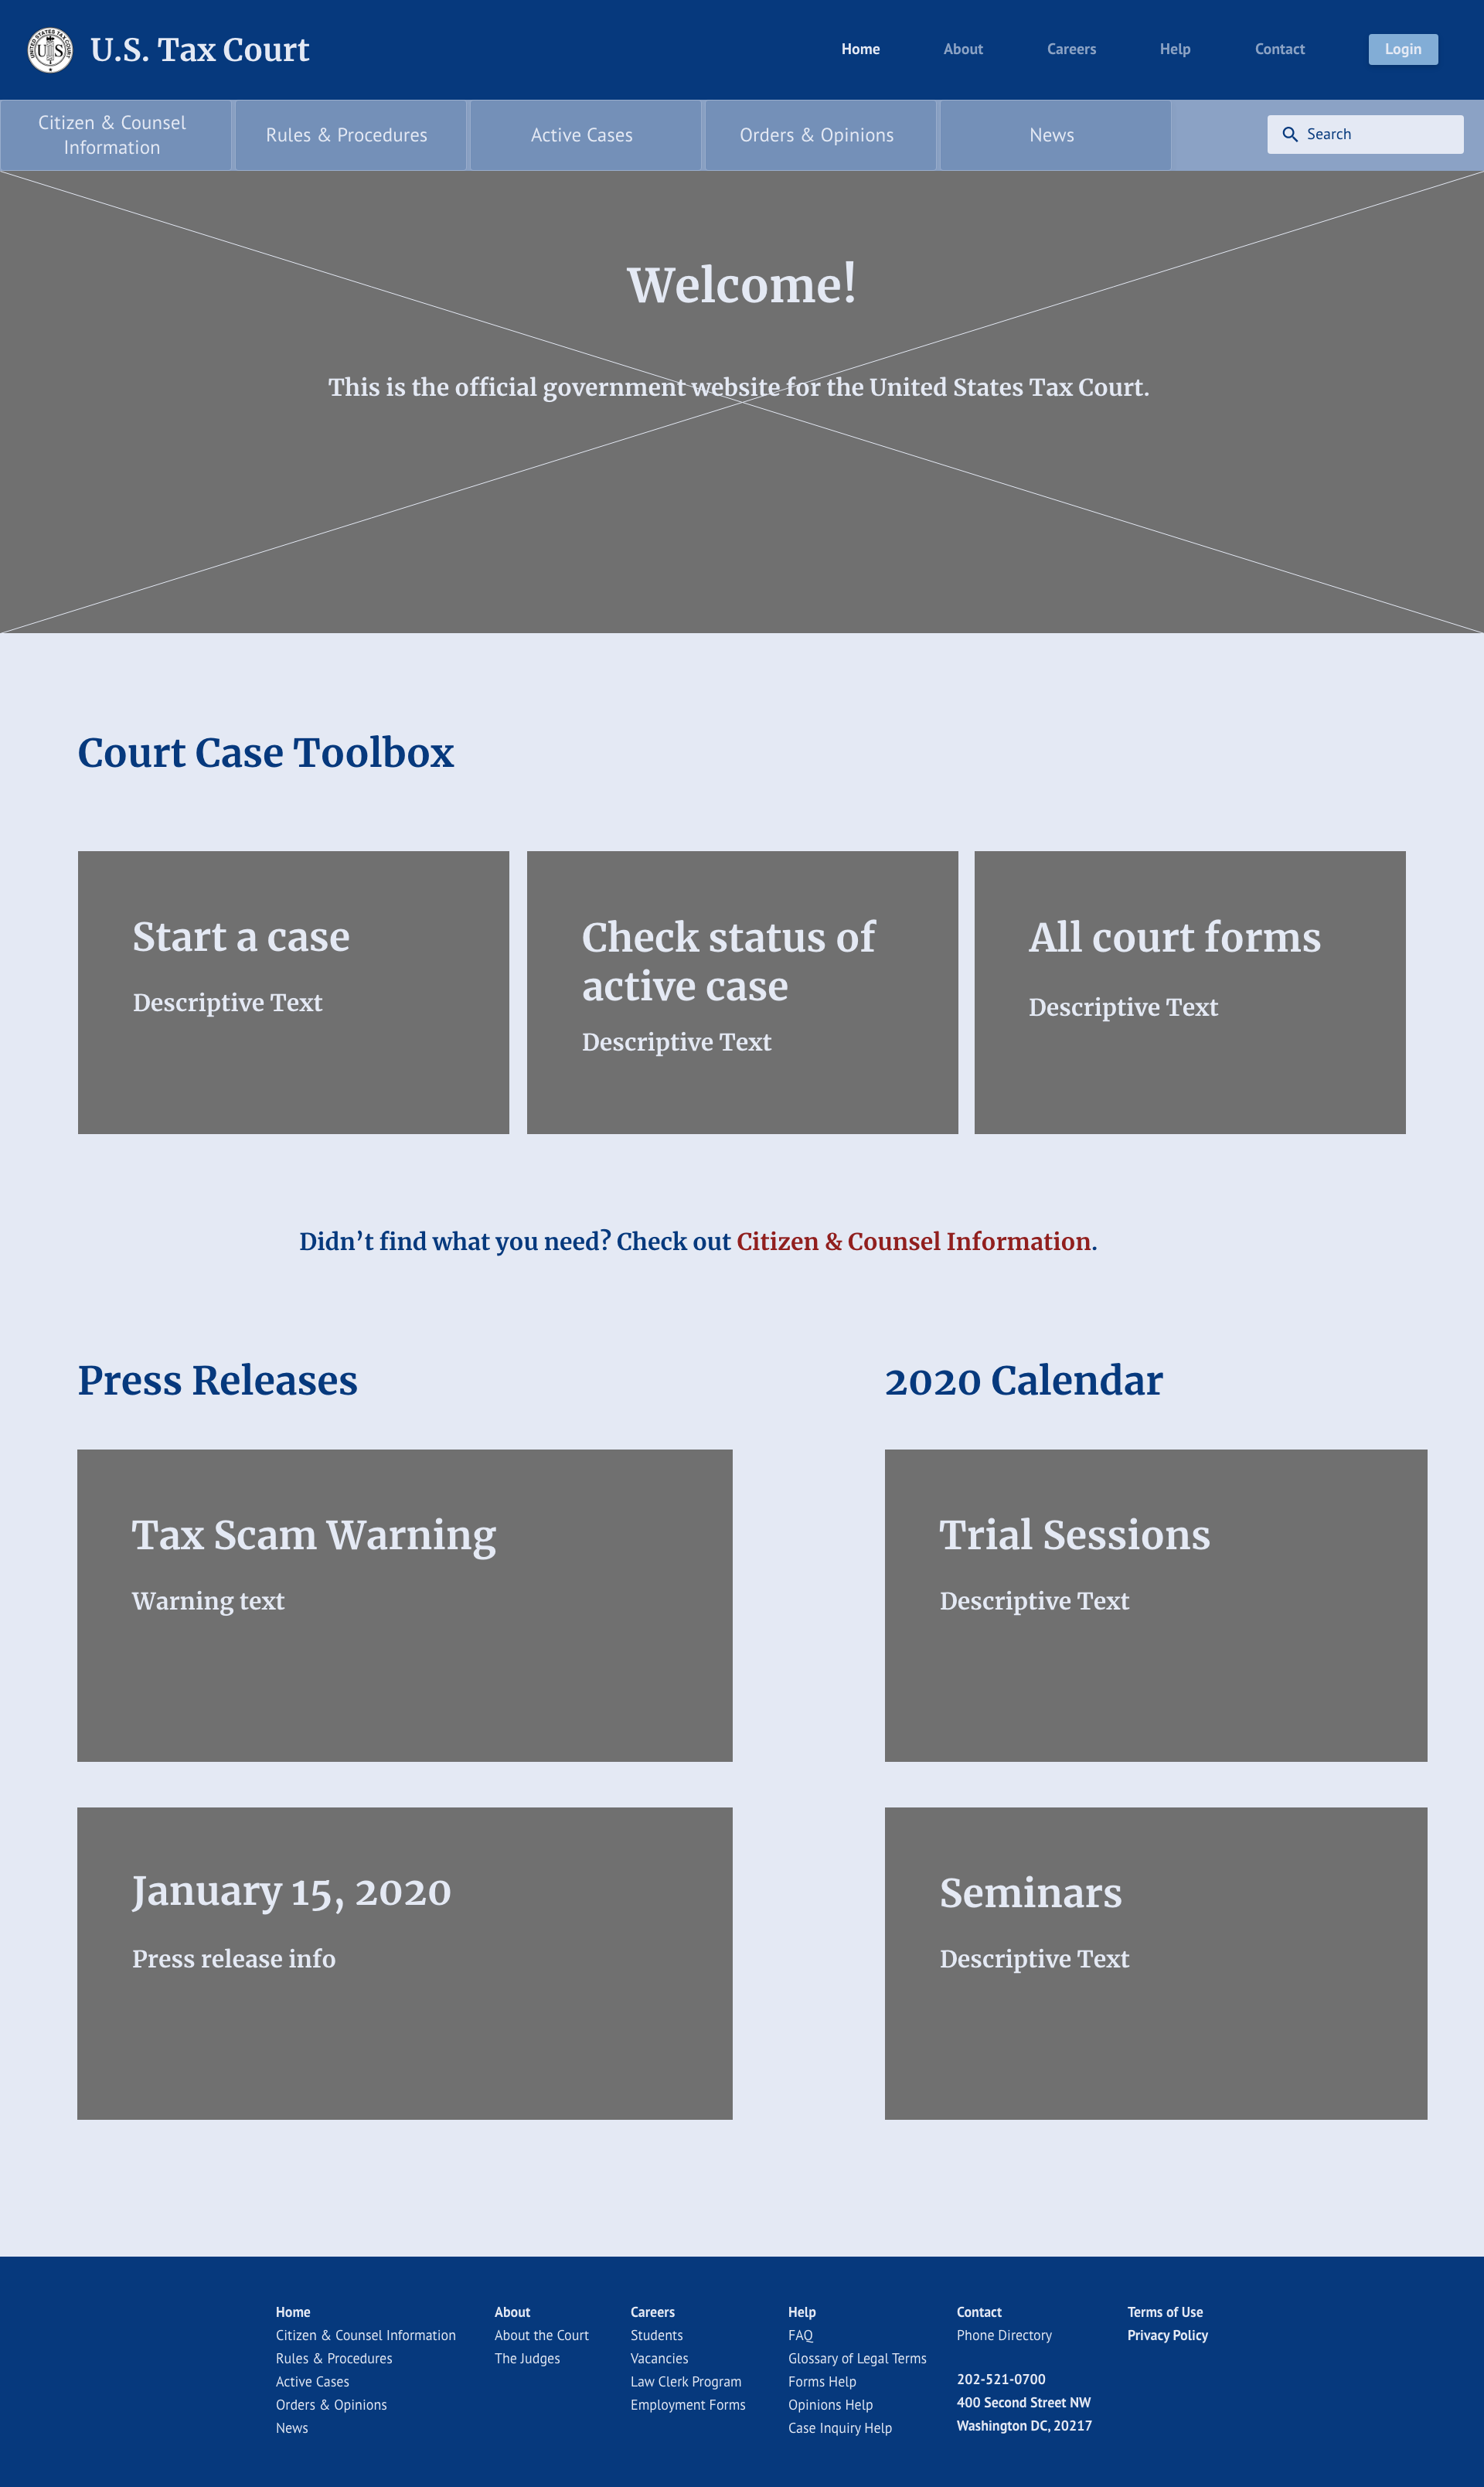 U.S. Tax Court
Home
About
Careers
Help
Contact
Login
Citizen & Counsel
Information
Rules & Procedures
Active Cases
Orders & Opinions
News
Search
Welcome!
This is the official government website for the United States Tax Court.
Court Case Toolbox
Start a case
Descriptive Text
Check status of
active case
Descriptive Text
All court forms
Descriptive Text
Didn’t find what you need? Check out Citizen & Counsel Information.
Press Releases
Tax Scam Warning
Warning text
January 15, 2020
Press release info
2020 Calendar
Trial Sessions
Descriptive Text
Seminars
Descriptive Text
Home
Citizen & Counsel Information
Rules & Procedures
Active Cases
Orders & Opinions
News
About
About the Court
The Judges
Careers
Students
Vacancies
Law Clerk Program
Employment Forms
Help
FAQ
Glossary of Legal Terms
Forms Help
Opinions Help
Case Inquiry Help
Contact
Phone Directory
202-521-0700
400 Second Street NW
Washington DC, 20217
Terms of Use
Privacy Policy